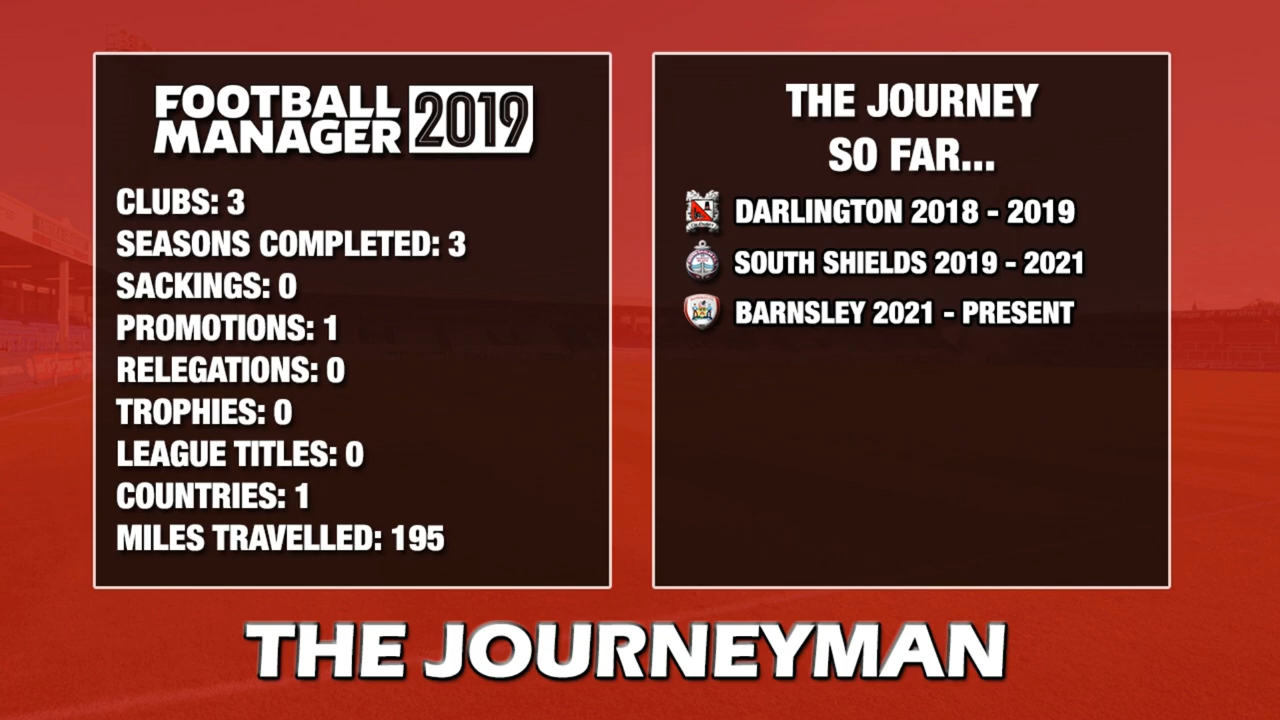 FOOTBALL
MANAGER 2019
CLUBS: 3
SEASONS COMPLETED: 3
SACKINGS: 0
PROMOTIONS: 1
RELEGATIONS: 0
TROPHIES: 0
LEAGUE TITLES: 0
COUNTRIES: 1
MILES TRAVELLED: 195
THE JOURNEY
SO FAR...
DARLINGTON 2018 - 2019
SOUTH SHIELDS 2019 - 2021
BARNSLEY 2021 - PRESENT
THE JOURNEYMAN